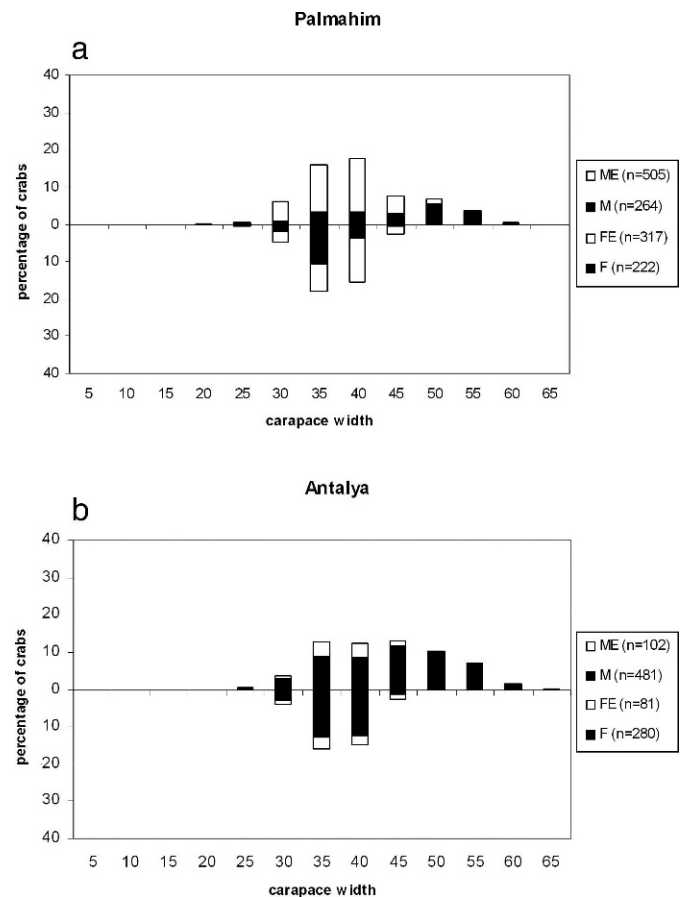 Palmahim
a
40
30
20
10
0
10
20
30
40
percentage of crabs
5 10 15 20 25 30 35 40 45 50 55 60 65
carapace width
ME (n=505)
M (n=264)
FE (n=317)
F (n=222)
Antalya
b
40
30
20
10
0
10
20
30
40
percentage of crabs
5 10 15 20 25 30 35 40 45 50 55 60 65
carapace width
ME (n=102)
M (n=481)
FE (n=81)
F (n=280)